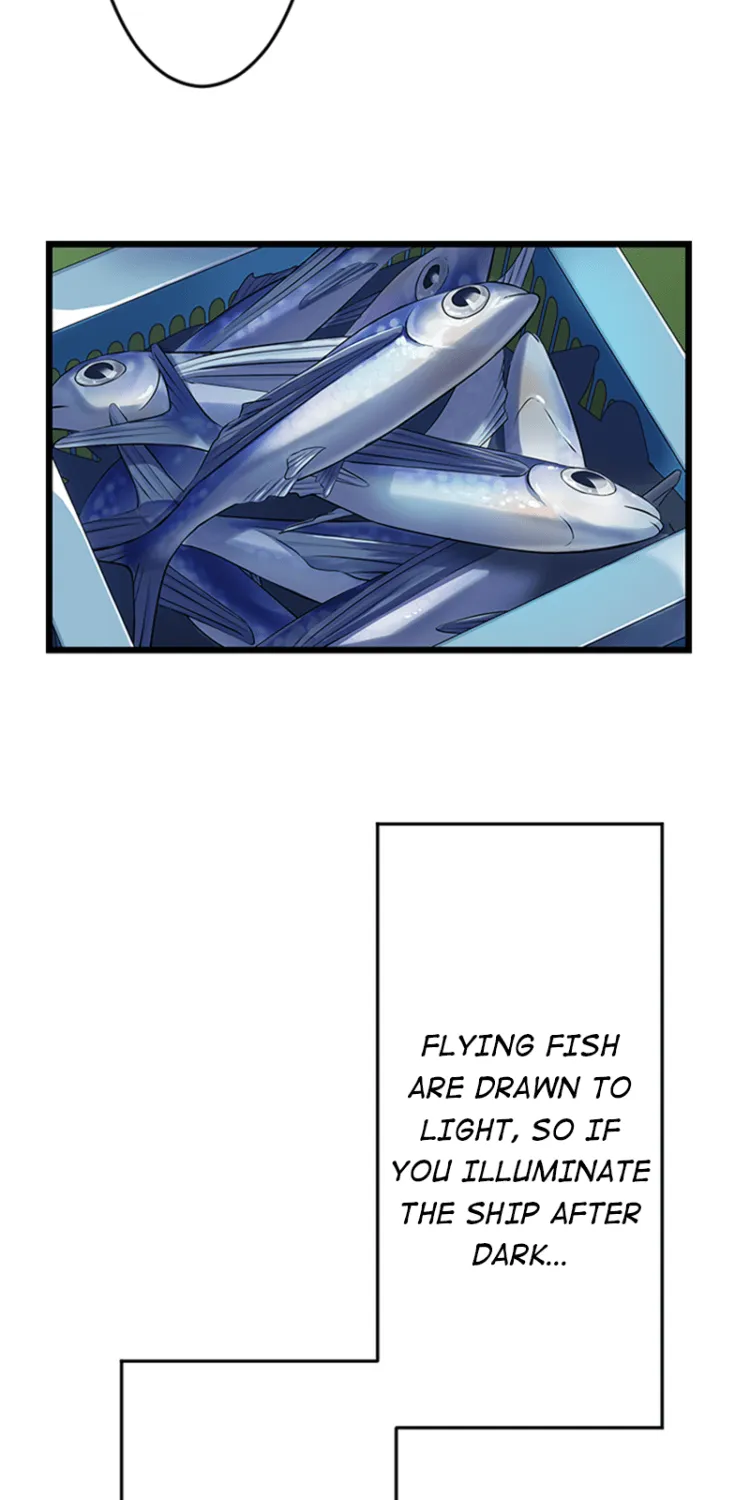 FLYING FISH
ARE DRAWN TO
LIGHT, SO IF
YOU ILLUMINATE
THE SHIP AFTER
DARK...